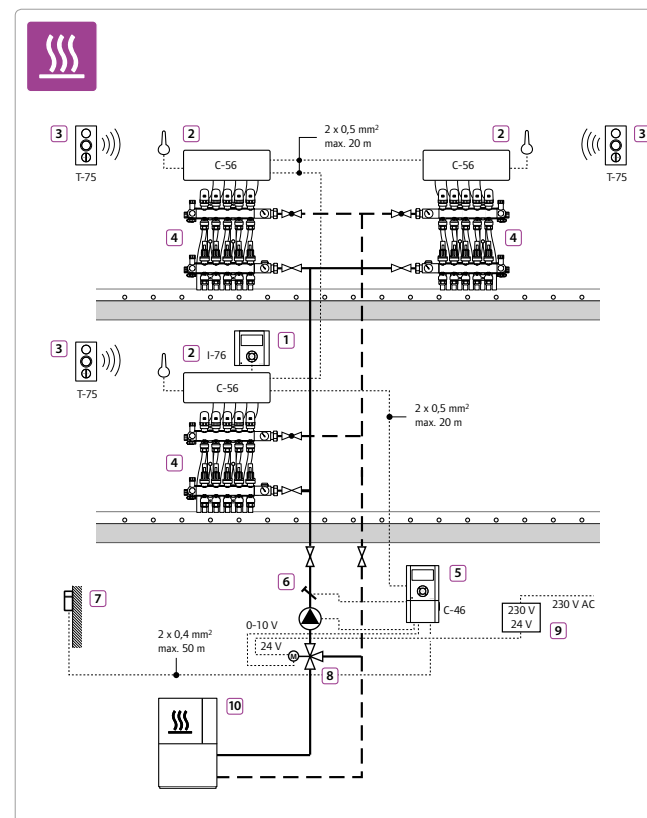 2 x 0,5 mm²
max. 20 m
3
2
2
3
T-75
C-56
C-56
T-75
4
4
1
3
2
I-76
T-75
C-56
2 x 0,5 mm²
max. 20 m
4
6
5
7
C-46
230 V
24 V
230 V AC
9
0-10 V
2 x 0,4 mm²
max. 50 m
24 V
M
8
10